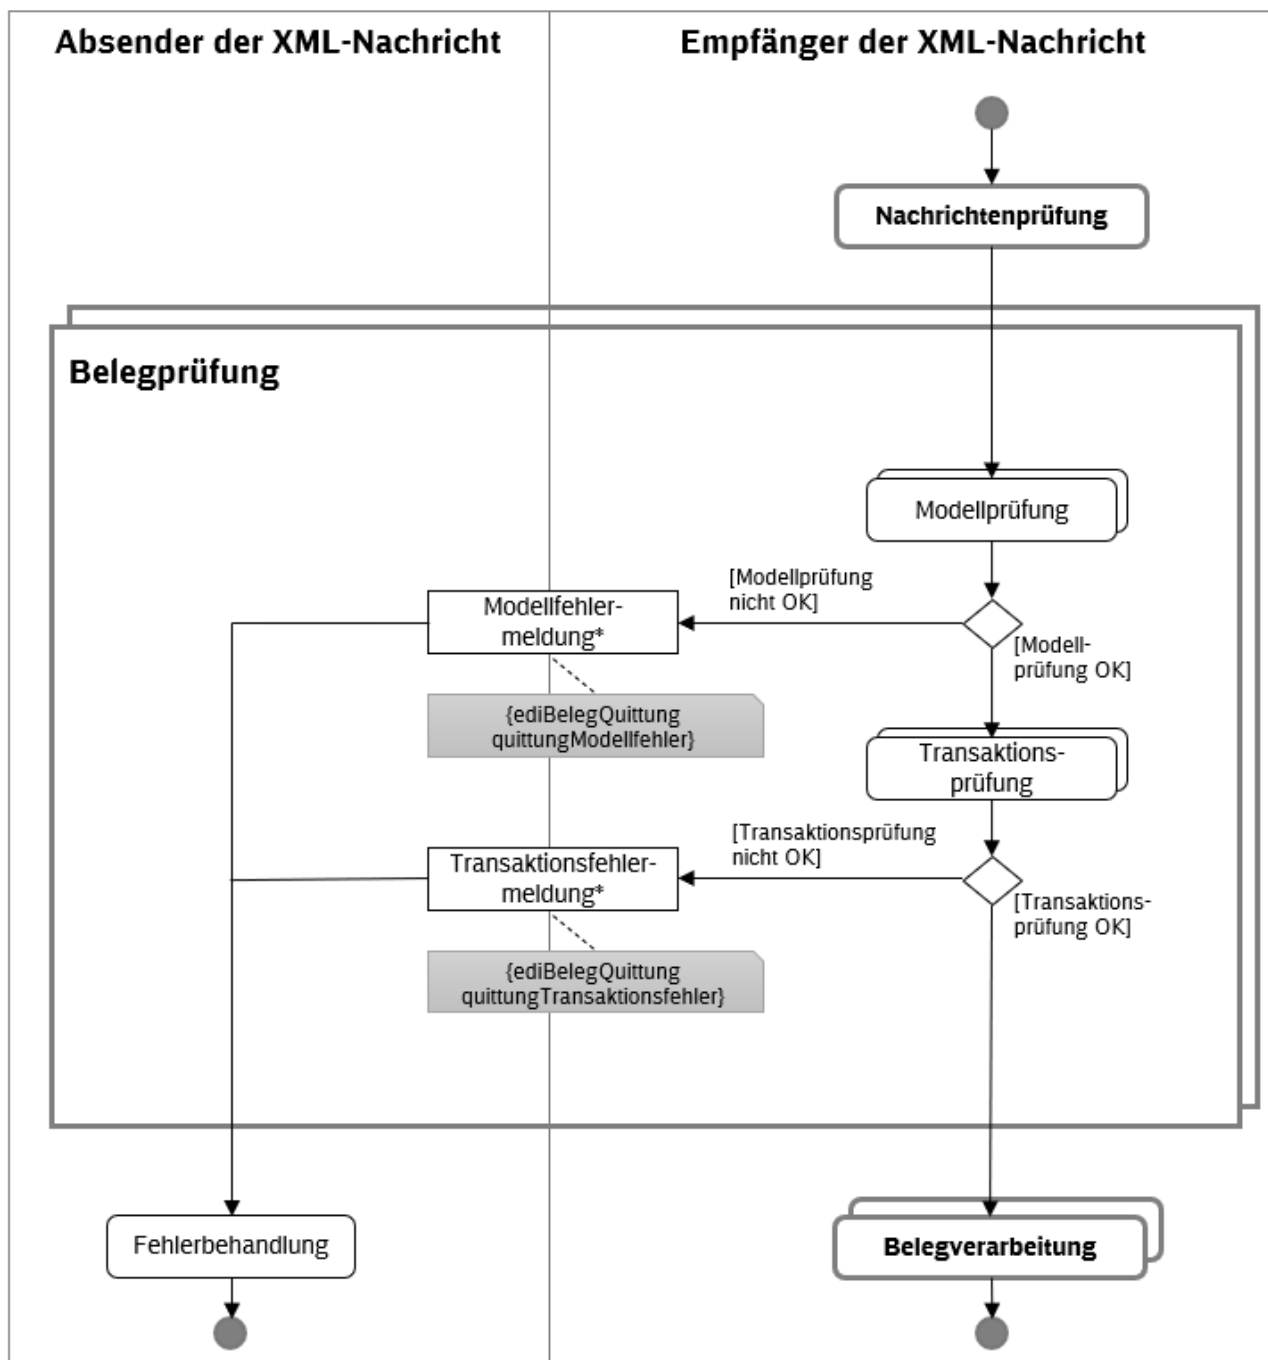 Absender der XML-Nachricht
Empfänger der XML-Nachricht
Nachrichtenprüfung
Belegprüfung
Modellprüfung
[Modellprüfung
nicht OK]
Modellfehler-
meldung*
[Modell-
prüfung OK]
{ediBelegQuittung
quittungModellfehler}
Transaktions-
prüfung
[Transaktionsprüfung
nicht OK]
Transaktionsfehler-
meldung*
[Transaktions-
prüfung OK]
{ediBelegQuittung
quittungTransaktionsfehler}
Fehlerbehandlung
Belegverarbeitung